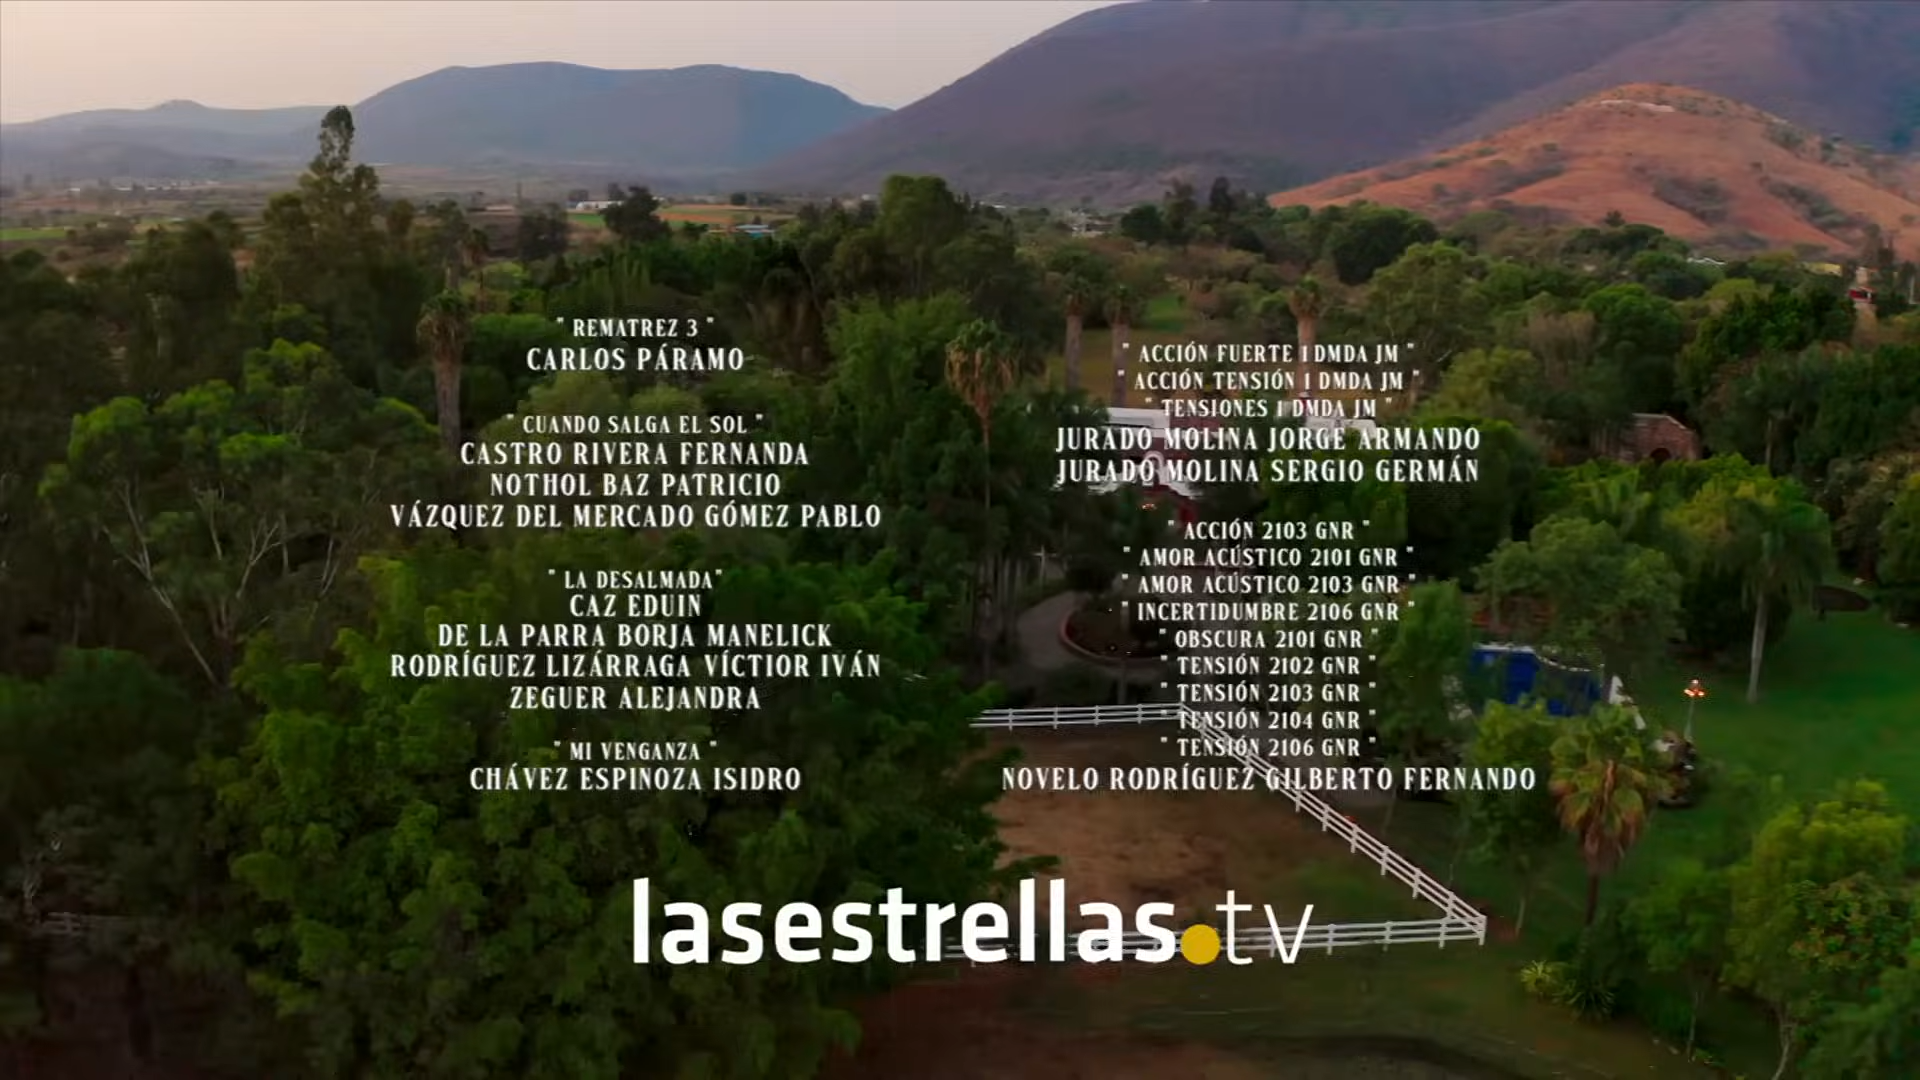 " REMATREZ 3 "
CARLOS PÁRAMO
" CUANDO SALGA EL SOL "
CASTRO RIVERA FERNANDA
NOTHOL BAZ PATRICIO
VÁZQUEZ DEL MERCADO GÓMEZ PABLO
" LA DESALMADA"
CAZ EDUIN
DE LA PARRA BORJA MANELICK
RODRÍGUEZ LIZÁRRAGA VÍCTIOR IVÁN
ZEGUER ALEJANDRA
" MI VENGANZA "
CHÁVEZ ESPINOZA ISIDRO
" ACCIÓN FUERTE 1 DMDA JM "
" ACCIÓN TENSIÓN 1 DMDA JM "
" TENSIONES 1 DMDA JM "
JURADO MOLINA JORGE ARMANDO
JURADO MOLINA SERGIO GERMÁN
" ACCIÓN 2103 GNR "
" AMOR ACÚSTICO 2101 GNR "
" AMOR ACÚSTICO 2103 GNR "
" INCERTIDUMBRE 2106 GNR "
" OBSCURA 2101 GNR "
" TENSIÓN 2102 GNR "
" TENSIÓN 2103 GNR "
" TENSIÓN 2104 GNR "
" TENSIÓN 2106 GNR "
NOVELO RODRÍGUEZ GILBERTO FERNANDO
lasestrellas.tv